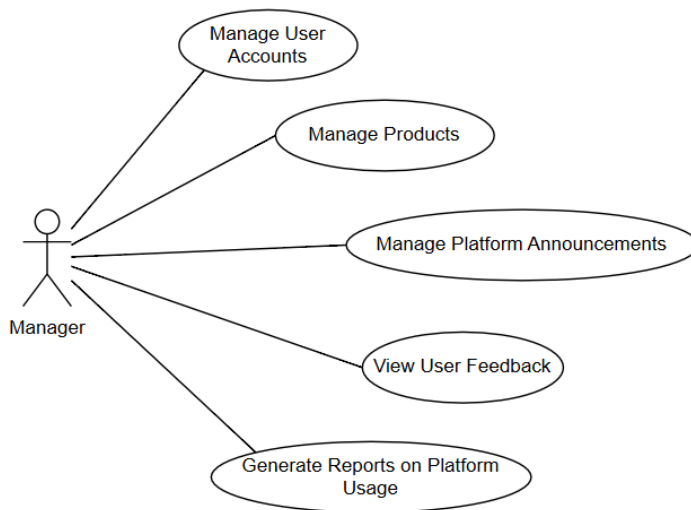 Manage User
Accounts
Manage Products
Manage Platform Announcements
Manager
View User Feedback
Generate Reports on Platform
Usage